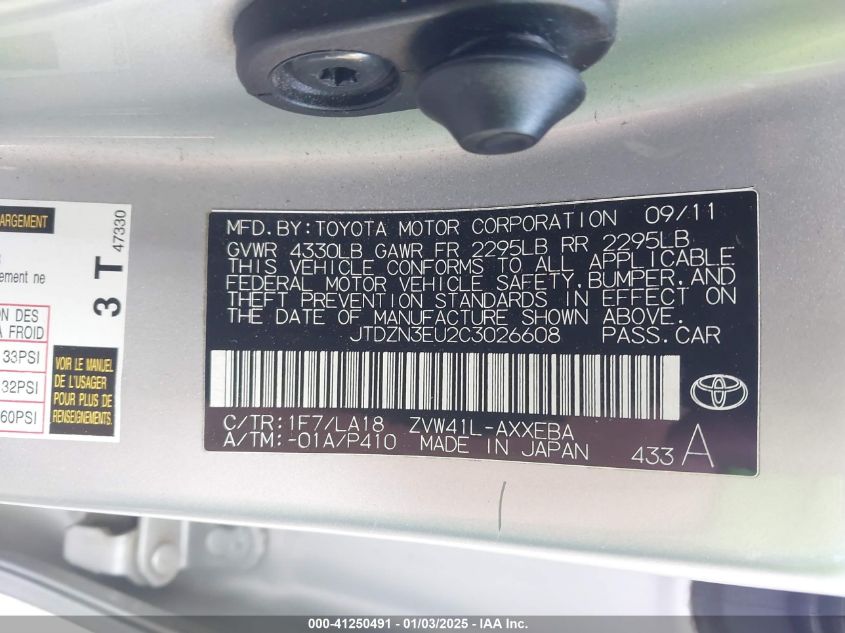 MFD. BY: TOYOTA MOTOR CORPORATION 09/11
GVWR 4330LB GAWR FR 2295LB RR 2295LB
THIS VEHICLE CONFORMS TO ALL APPLICABLE
FEDERAL MOTOR VEHICLE SAFETY, BUMPER, AND
THEFT PREVENTION STANDARDS IN EFFECT ON
THE DATE OF MANUFACTURE SHOWN ABOVE.
JTDZN3EU2C3026608 PASS. CAR
C/TR: 1F7/LA18 ZVW41L-AXXEBA
A/TM: -01A/P410 MADE IN JAPAN 433 A
ARGEMENT
ement ne
ON DES
A FROID
33PSI
32PSI
60PSI
3 T
47330
VOIR LE MANUEL
DE L'USAGER
POUR PLUS DE
RENSEIGNEMENTS.
000-41250491 - 01/03/2025 - IAA Inc.